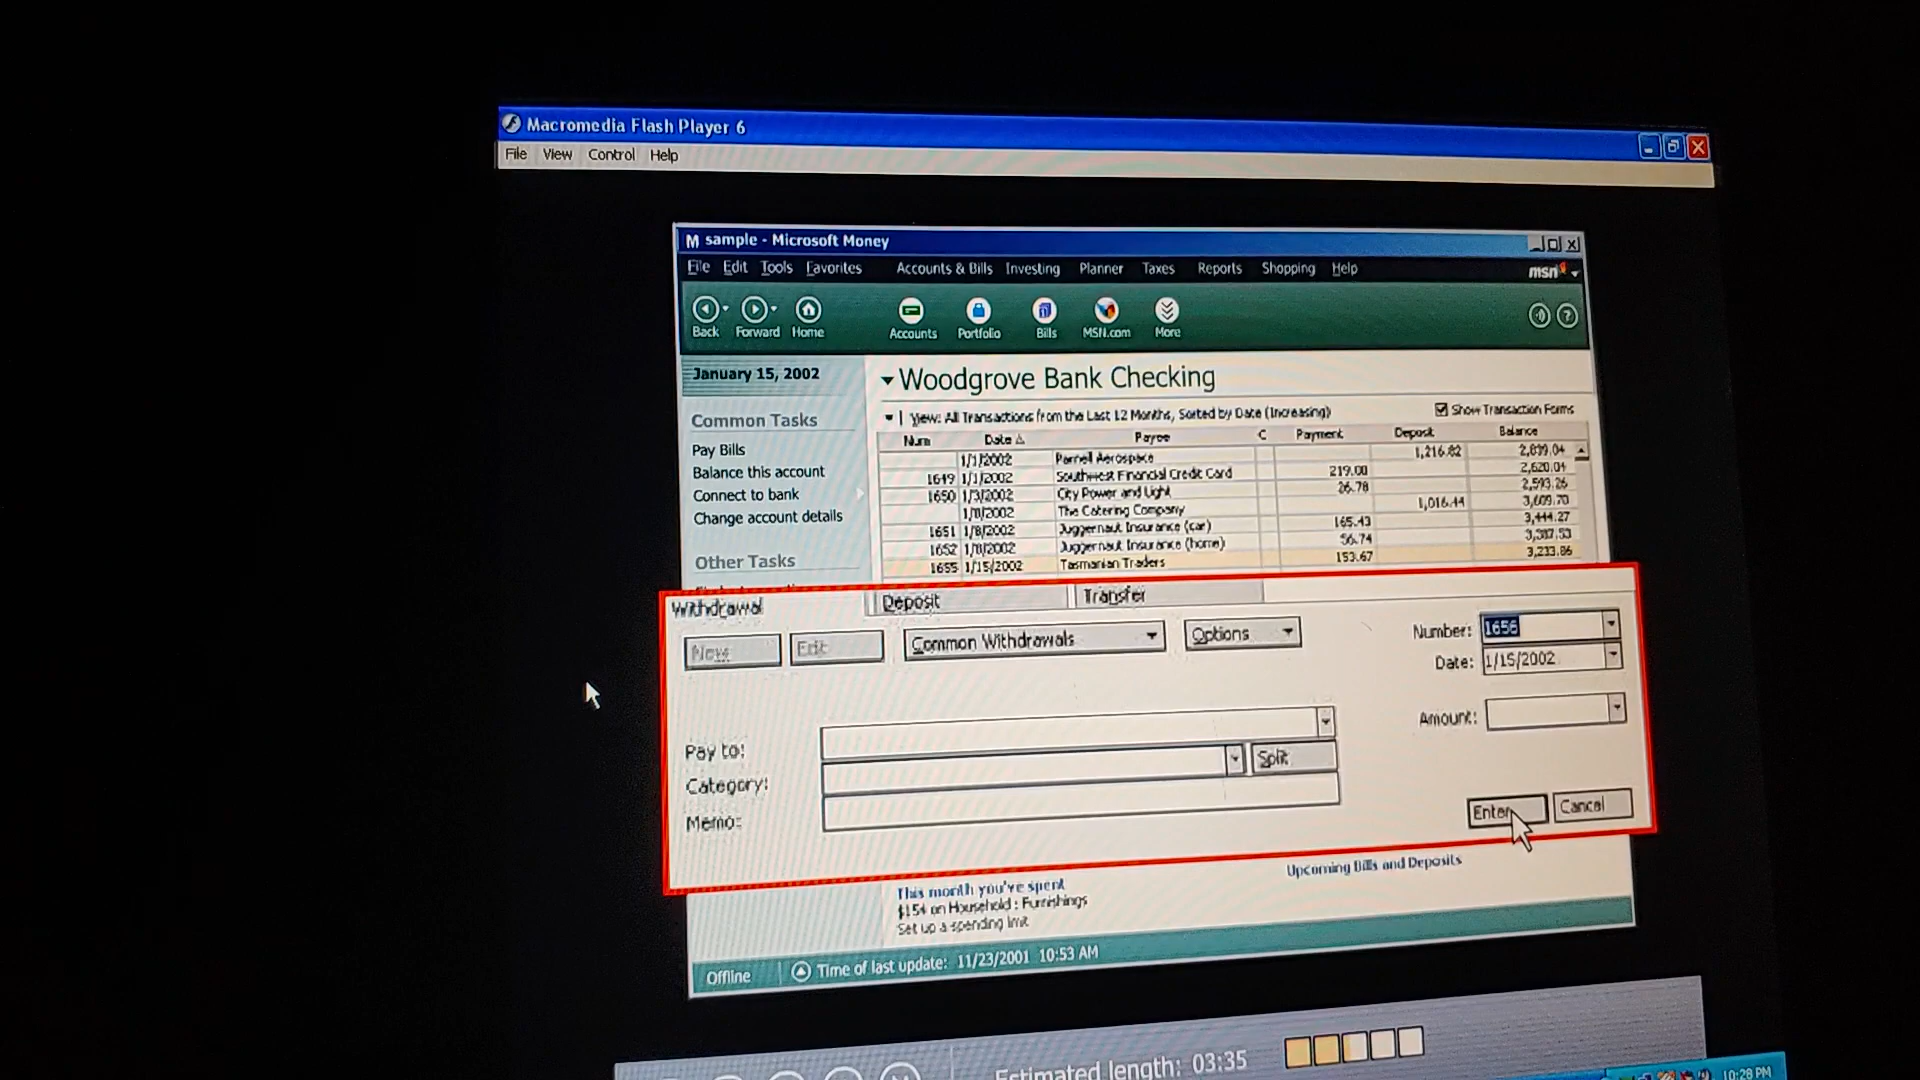 Macromedia Flash Player 6
File View Control Help
sample - Microsoft Money
File Edit Tools Favorites Accounts & Bills Investing Planner Taxes Reports Shopping Help
msn
Back Forward Home Accounts Portfolio Bills MSN.com More
January 15, 2002
Woodgrove Bank Checking
View: All Transactions from the Last 12 Months, Sorted by Date (Increasing) Show Transaction Forms
Common Tasks
Pay Bills
Balance this account
Connect to bank
Change account details
Other Tasks
Num Date Payee C Payment Deposit Balance
1/1/2002 Parnell Aerospace 1,216.82 2,839.04
1649 1/1/2002 Southwest Financial Credit Card 219.00 2,620.04
1650 1/3/2002 City Power and Light 26.78 2,593.26
1/8/2002 The Catering Company 1,016.44 3,609.70
1651 1/8/2002 Juggernaut Insurance (car) 165.43 3,444.27
1652 1/8/2002 Juggernaut Insurance (home) 56.74 3,387.53
1655 1/15/2002 Tasmanian Traders 153.67 3,233.86
Withdrawal Deposit Transfer
New Edit Common Withdrawals Options
Number: 1656
Date: 1/15/2002
Amount:
Pay to:
Category: Split
Memo:
Enter Cancel
This month you've spent
$154 on Household : Furnishings
Set up a spending limit
Upcoming Bills and Deposits
Offline Time of last update: 11/23/2001 10:53 AM
Estimated length: 03:35
10:28 PM